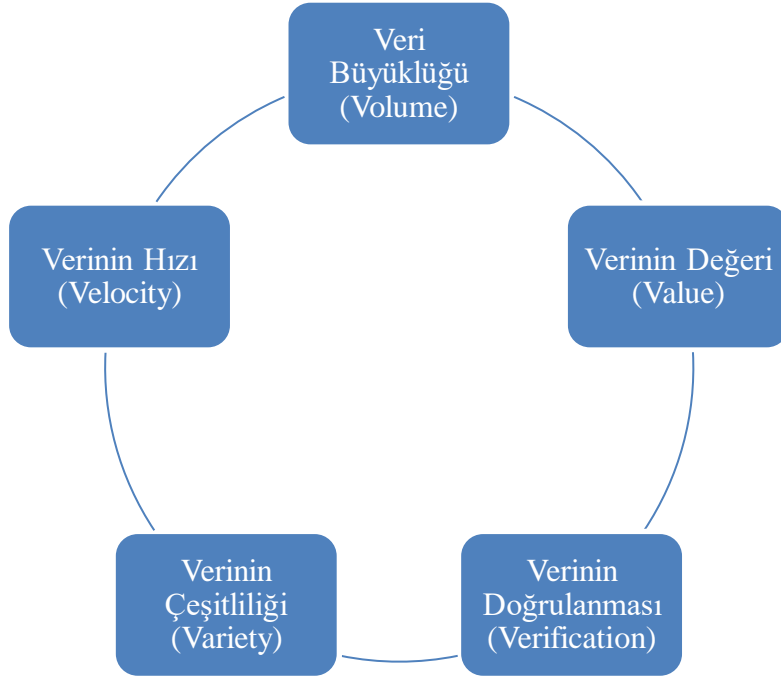 Veri
Büyüklüğü
(Volume)
Verinin Hızı
(Velocity)
Verinin Değeri
(Value)
Verinin
Çeşitliliği
(Variety)
Verinin
Doğrulanması
(Verification)